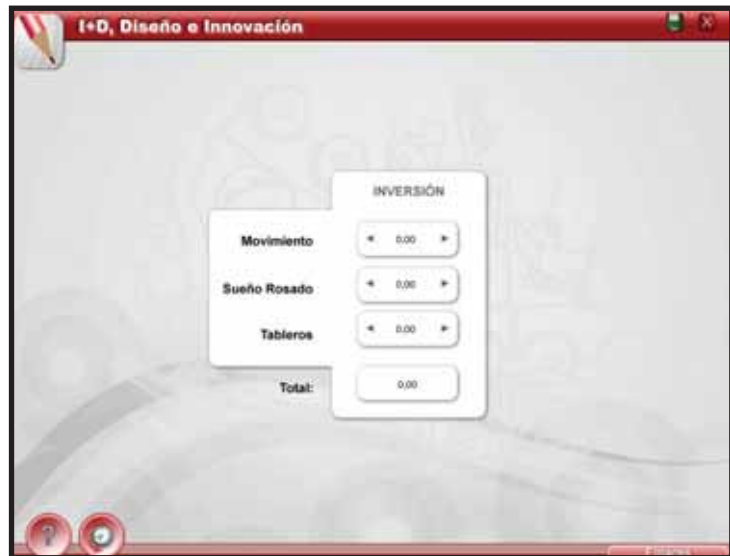 I+D, Diseño e Innovación
INVERSIÓN
Movimiento 0,00
Sueño Rosado 0,00
Tableros 0,00
Total: 0,00
?